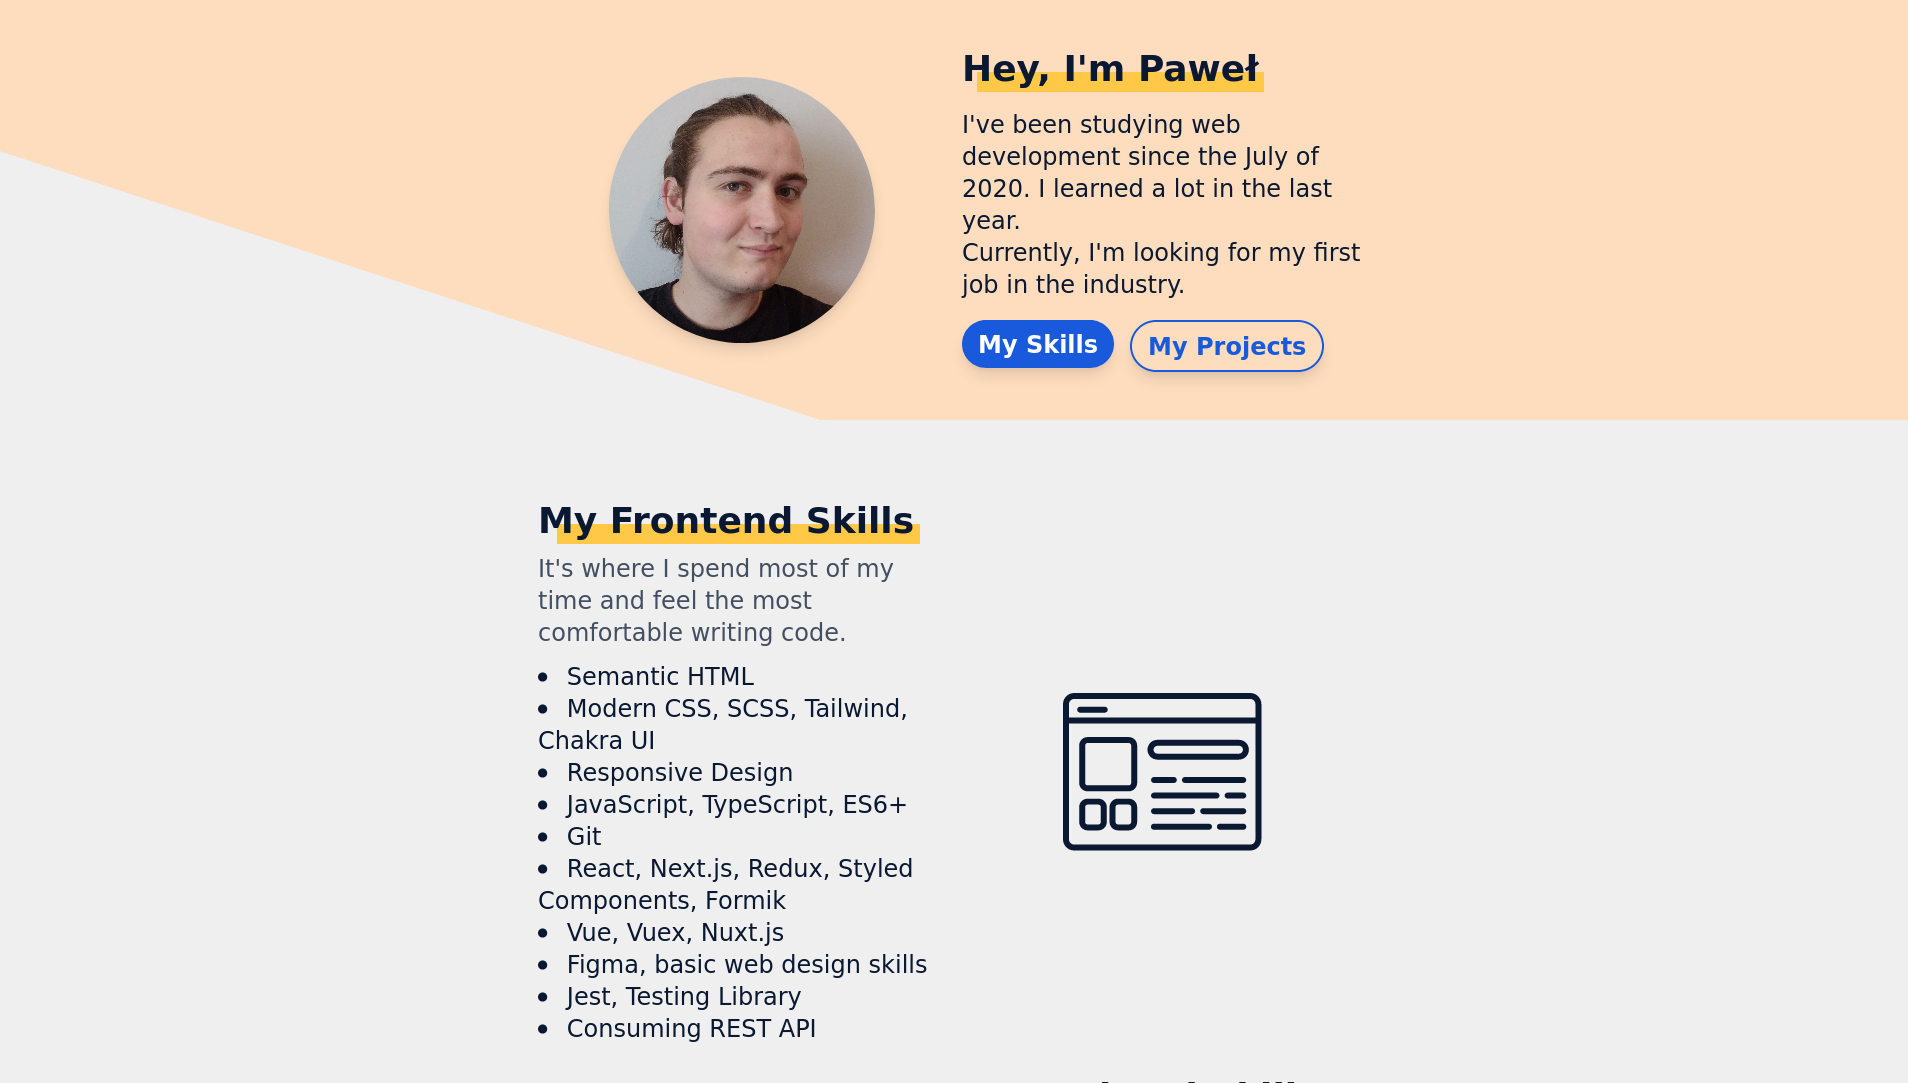 Hey, I'm Paweł
I've been studying web
development since the July of
2020. I learned a lot in the last
year.
Currently, I'm looking for my first
job in the industry.
My Skills
My Projects
My Frontend Skills
It's where I spend most of my
time and feel the most
comfortable writing code.
Semantic HTML
Modern CSS, SCSS, Tailwind,
Chakra UI
Responsive Design
JavaScript, TypeScript, ES6+
Git
React, Next.js, Redux, Styled
Components, Formik
Vue, Vuex, Nuxt.js
Figma, basic web design skills
Jest, Testing Library
Consuming REST API